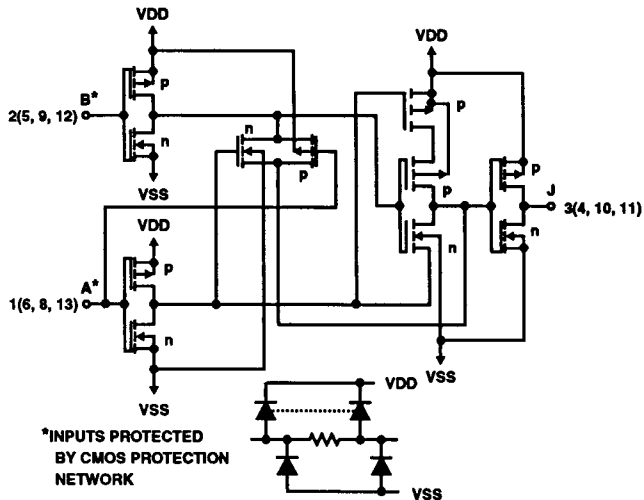 VDD
VDD
B*
p
p
2(5, 9, 12)
n
n
p
VSS
p
p
J
3(4, 10, 11)
VDD
n
n
A*
p
1(6, 8, 13)
n
VSS
VSS
VDD
*INPUTS PROTECTED
BY CMOS PROTECTION
NETWORK
VSS